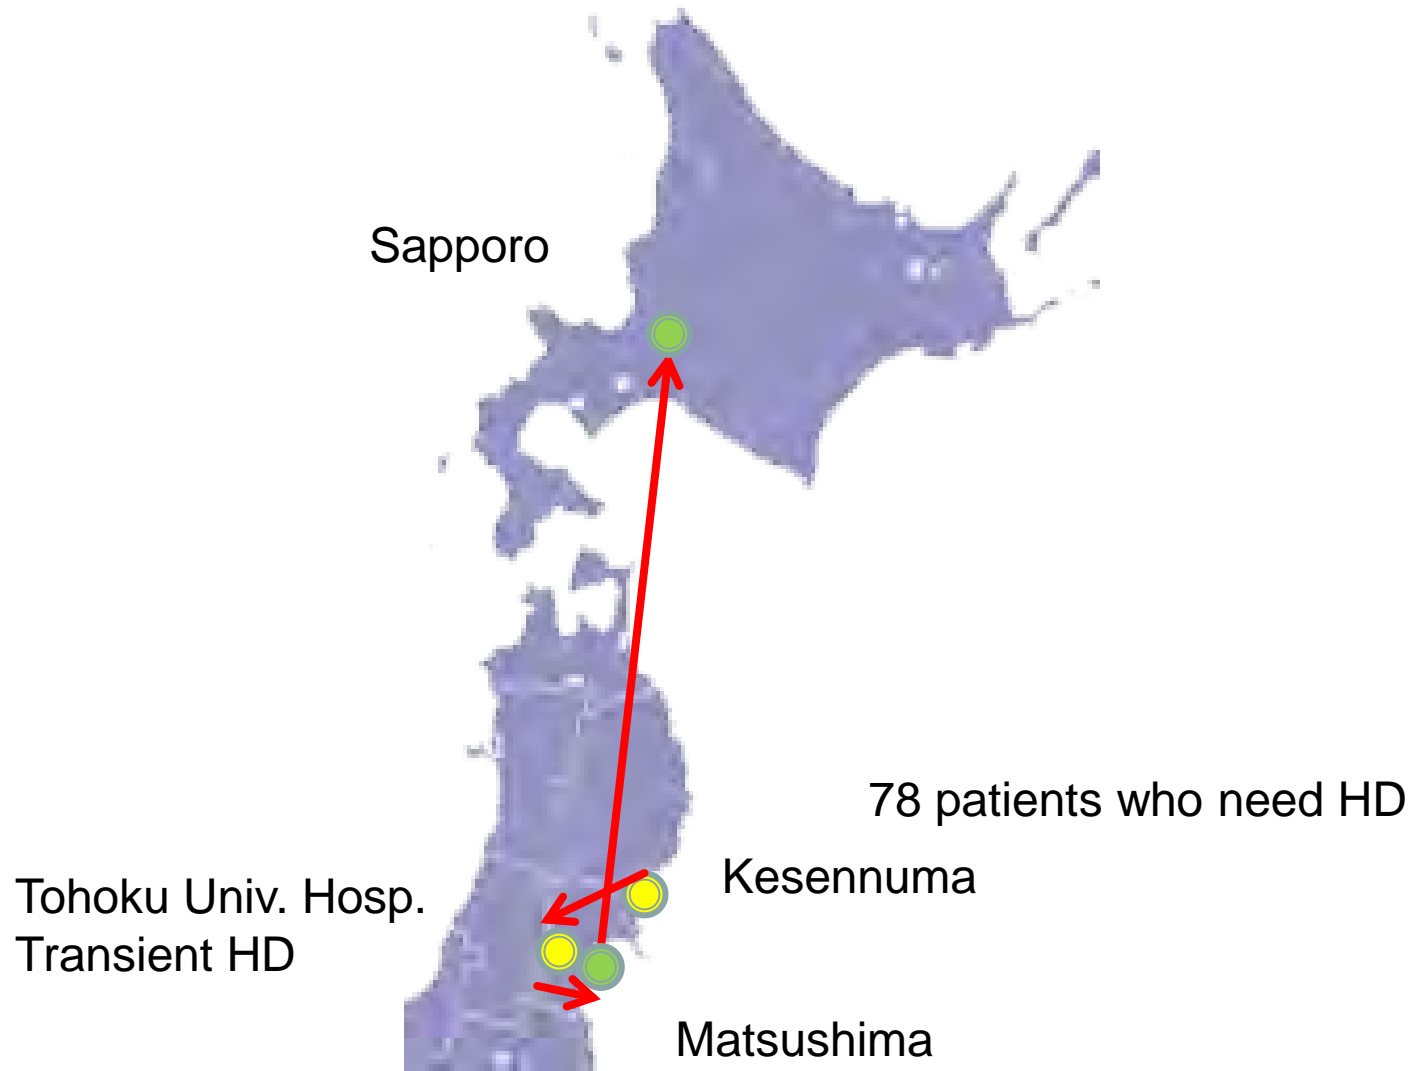 Sapporo
78 patients who need HD
Kesennuma
Tohoku Univ. Hosp.
Transient HD
Matsushima